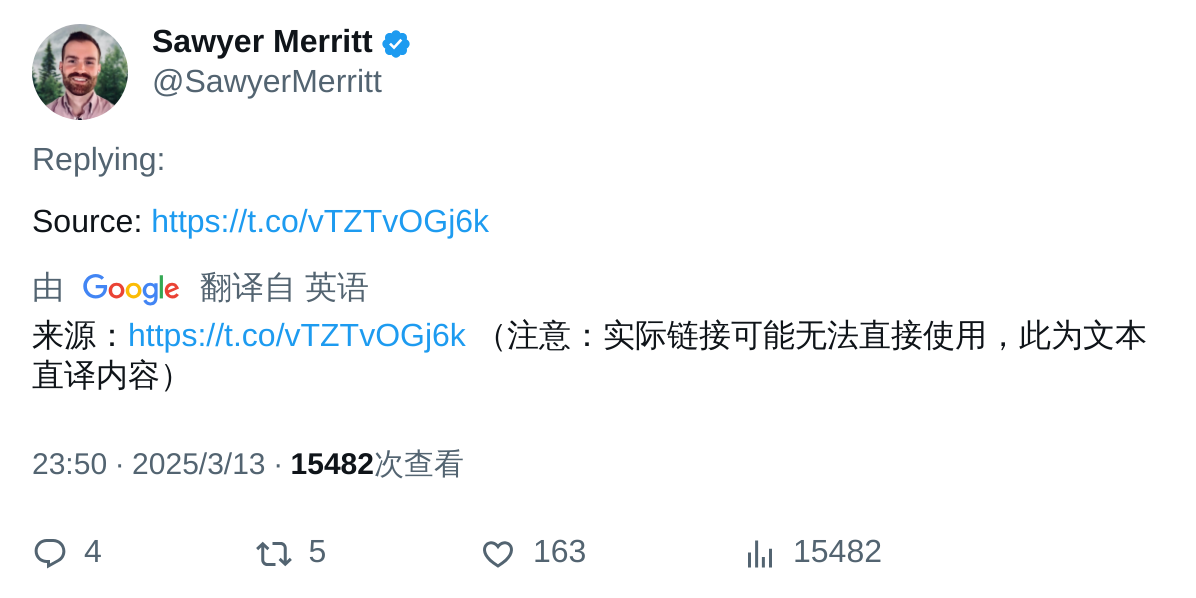 Sawyer Merritt
@SawyerMerritt
Replying:
Source: https://t.co/vTZTvOGj6k
由 Google 翻译自 英语
来源：https://t.co/vTZTvOGj6k （注意：实际链接可能无法直接使用，此为文本
直译内容）
23:50 · 2025/3/13 · 15482次查看
4 5 163 15482